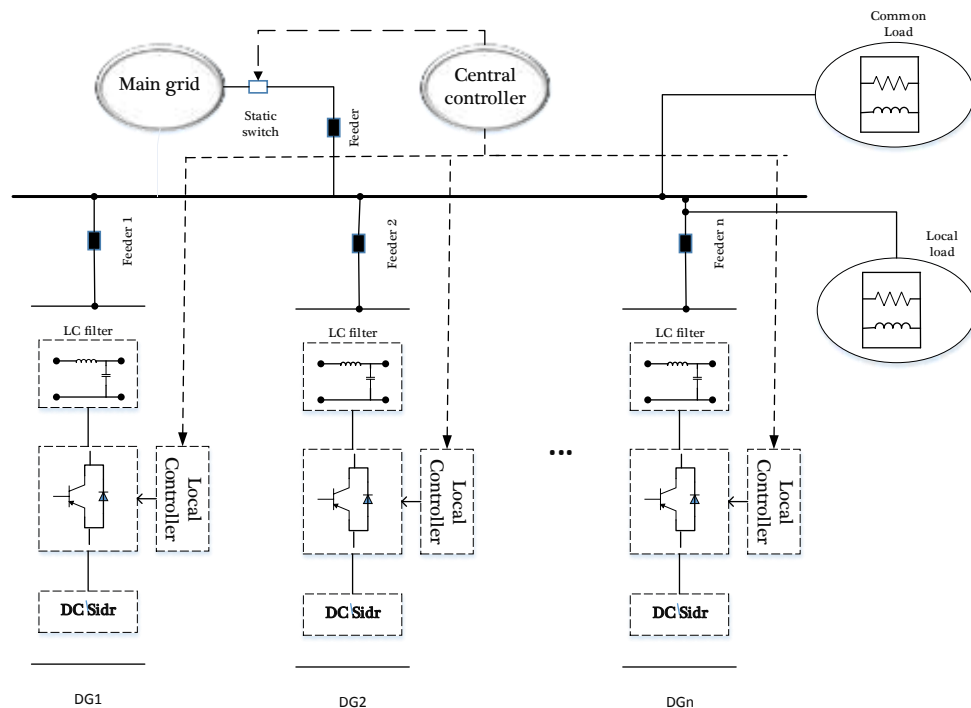 Common
Load
Main grid
Central
controller
Static
switch
Feeder
Feeder 1
Feeder 2
Feeder n
Local
load
LC filter
LC filter
LC filter
Local
Controller
Local
Controller
...
Local
Controller
DC Sidr
DC Sidr
DC Sidr
DG1
DG2
DGn